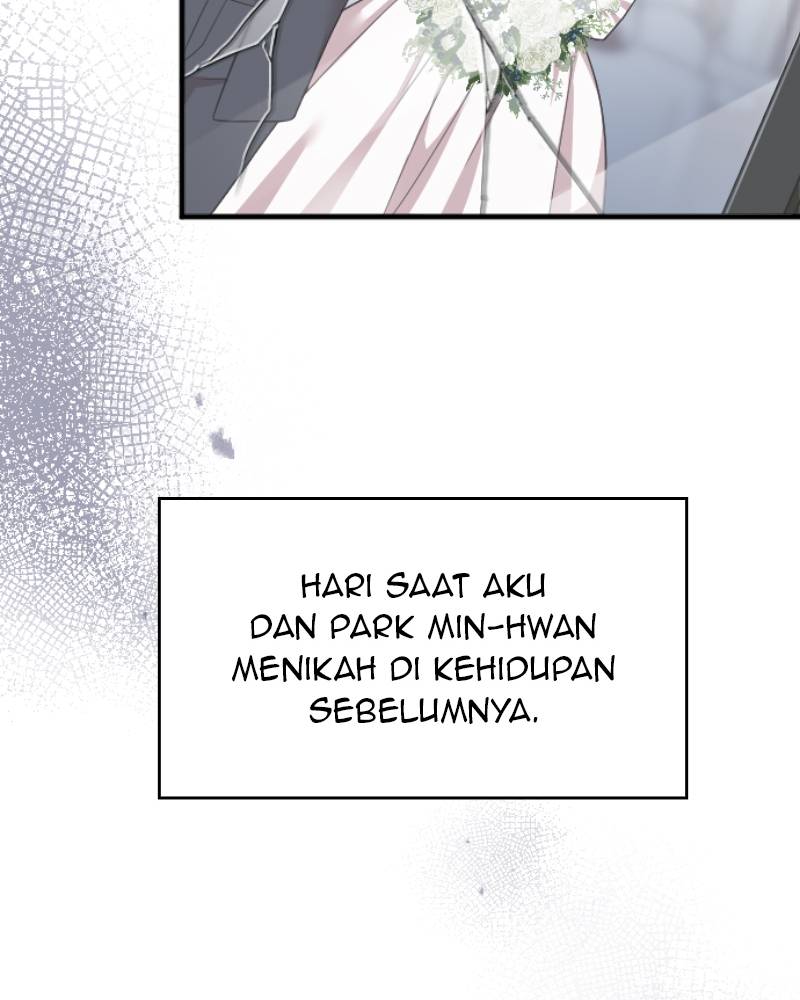 HARI SAAT AKU
DAN PARK MIN-HWAN
MENIKAH DI KEHIDUPAN
SEBELUMNYA.